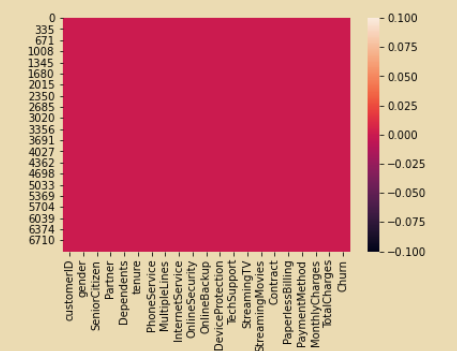 0
335
671
1008
1345
1680
2015
2350
2685
3020
3356
3691
4027
4362
4698
5033
5369
5704
6039
6374
6710
customerID
gender
SeniorCitizen
Partner
Dependents
tenure
PhoneService
MultipleLines
InternetService
OnlineSecurity
OnlineBackup
DeviceProtection
TechSupport
StreamingTV
StreamingMovies
Contract
PaperlessBilling
PaymentMethod
MonthlyCharges
TotalCharges
Churn
0.100
0.075
0.050
0.025
0.000
−0.025
−0.050
−0.075
−0.100